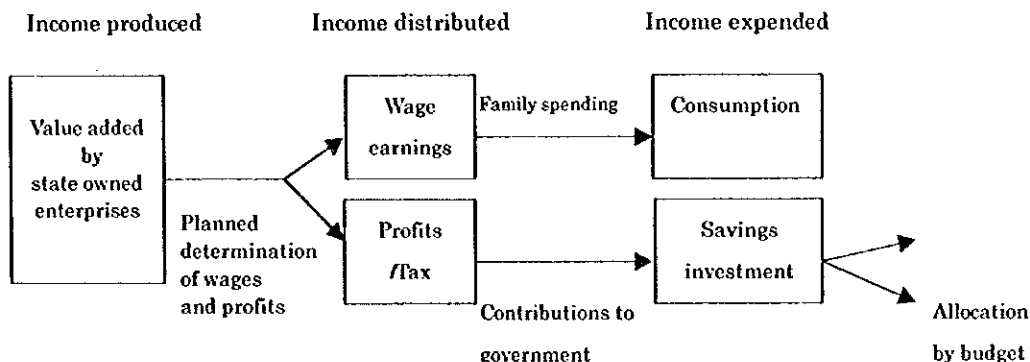 Income produced
Income distributed
Income expended
Value added
by
state owned
enterprises
Planned
determination
of wages
and profits
Wage
earnings
Profits
/Tax
Family spending
Contributions to
government
Consumption
Savings
investment
Allocation
by budget